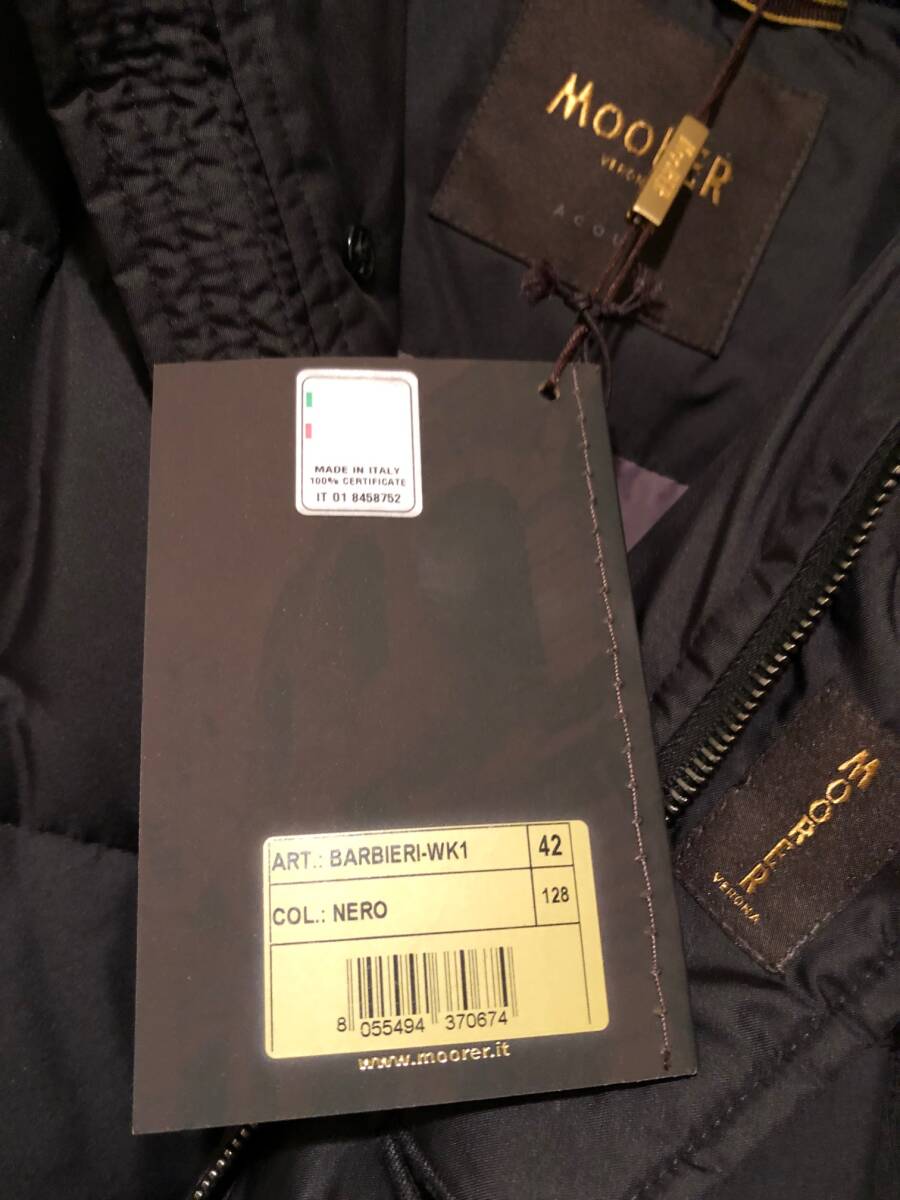 MOORER
VERONA
MADE IN ITALY
100% CERTIFICATE
IT 01 8458752
MOORER
VERONA
ART.: BARBIERI-WK1 42
COL.: NERO 128
8 055494 370674
www.moorer.it